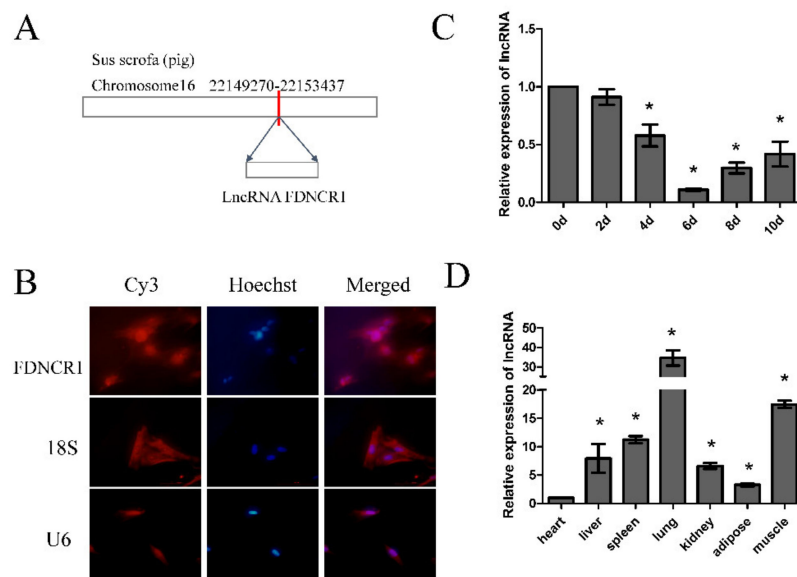 A
Sus scrofa (pig)
Chromosome16 22149270-22153437
LncRNA FDNCR1
B
Cy3 Hoechst Merged
FDNCR1
18S
U6
C
Relative expression of lncRNA
1.5
1.0
0.5
0.0
* * * *
0d 2d 4d 6d 8d 10d
D
Relative expression of lncRNA
50
40
30
20
15
10
5
0
* * * * * *
heart liver spleen lung kidney adipose muscle